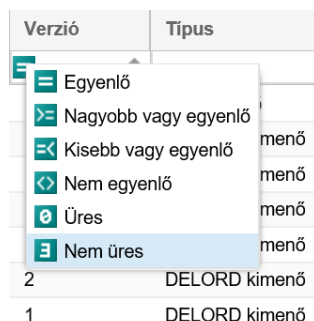 Verzió Típus
Egyenlő
Nagyobb vagy egyenlő
Kisebb vagy egyenlő
Nem egyenlő
Üres
Nem üres
menő
menő
menő
menő
2 DELORD kimenő
1 DELORD kimenő